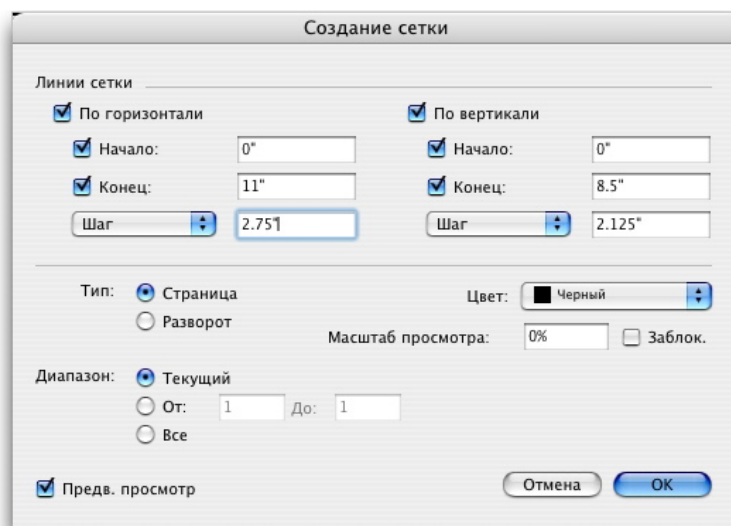 Создание сетки
Линии сетки
По горизонтали По вертикали
Начало: 0" Начало: 0"
Конец: 11" Конец: 8.5"
Шаг 2.75" Шаг 2.125"
Тип: Страница Цвет: Черный
Разворот
Масштаб просмотра: 0% Заблок.
Диапазон: Текущий
От: 1 До: 1
Все
Предв. просмотр Отмена OK